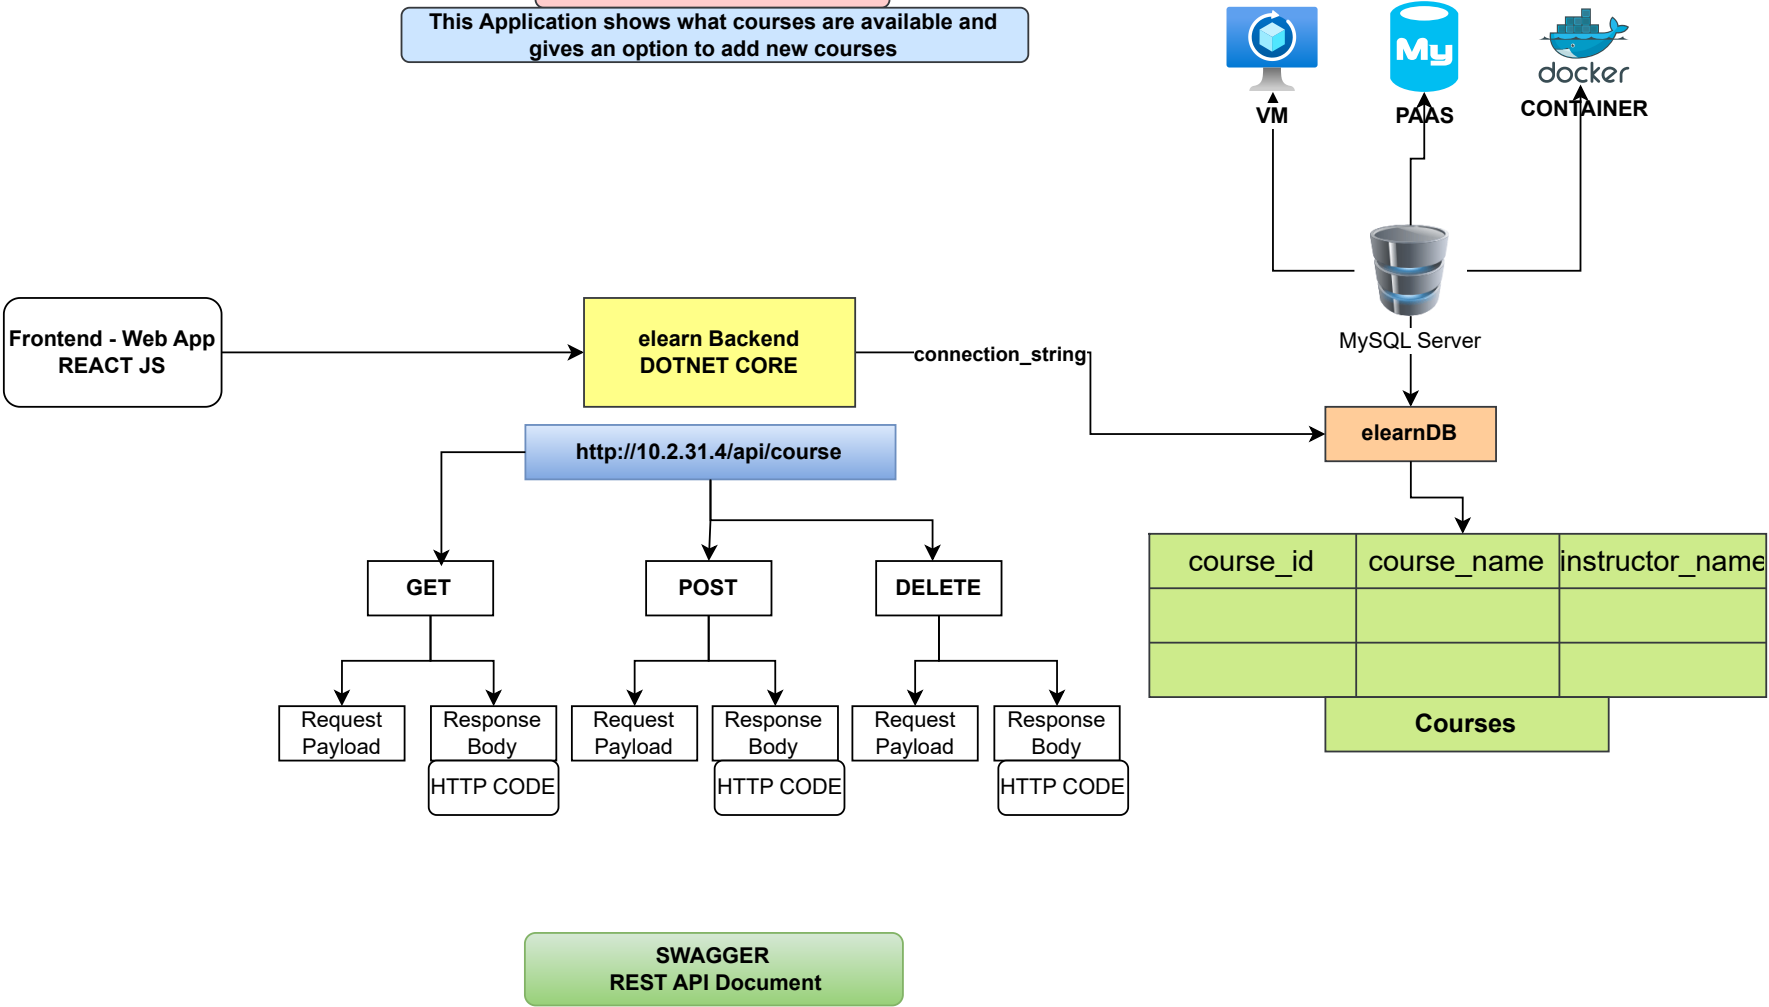 This Application shows what courses are available and
gives an option to add new courses
My
docker
VM
PAAS
CONTAINER
MySQL Server
Frontend - Web App
REACT JS
elearn Backend
DOTNET CORE
connection_string
http://10.2.31.4/api/course
elearnDB
GET
POST
DELETE
course_id
course_name
instructor_name
Request
Payload
Response
Body
HTTP CODE
Request
Payload
Response
Body
HTTP CODE
Request
Payload
Response
Body
HTTP CODE
Courses
SWAGGER
REST API Document